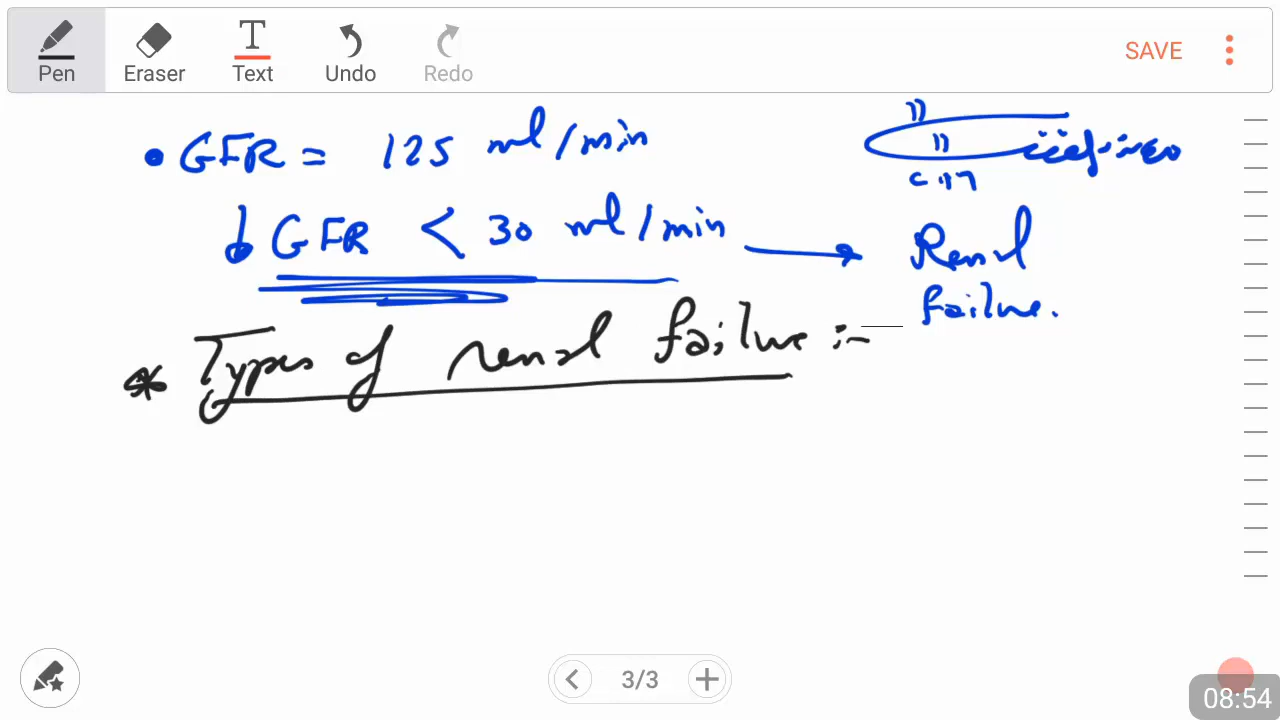 Pen
Eraser
Text
Undo
Redo
SAVE
• GFR = 125 ml/min
↓ GFR < 30 ml/min → Renal failure.
* Types of renal failure :-
3/3
08:54